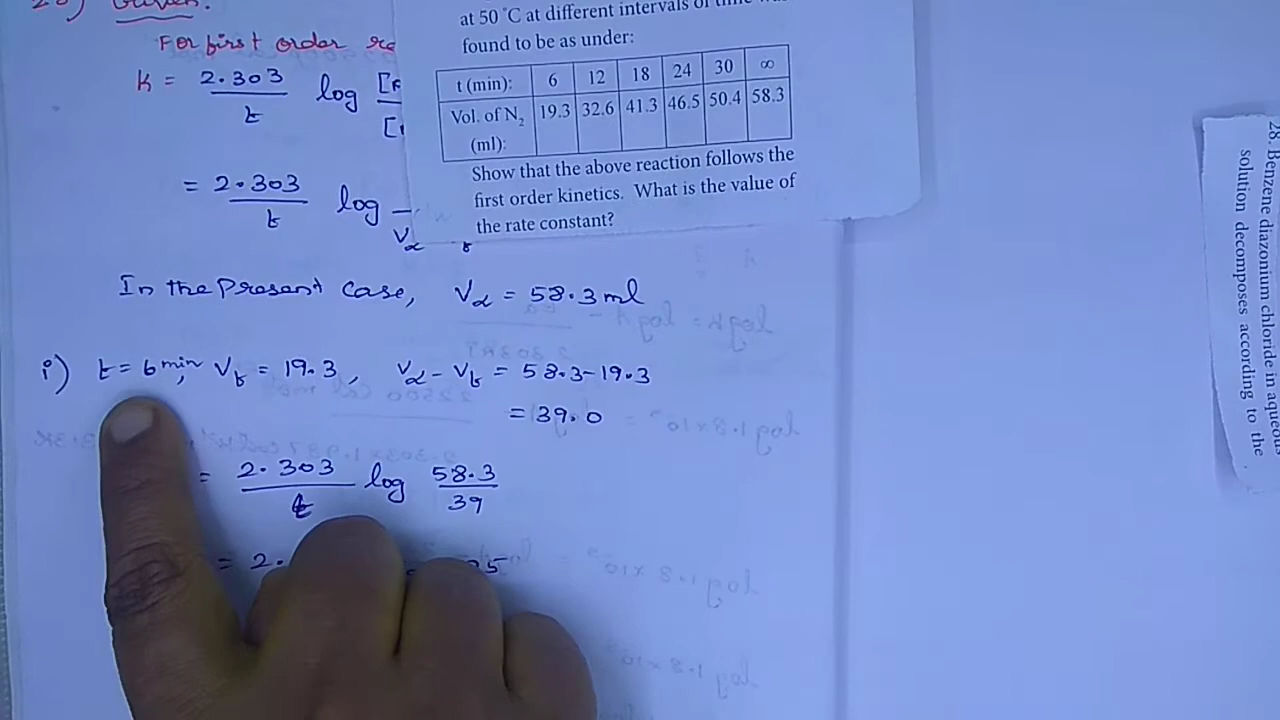 28) Given:
For first order re
K = 2.303 / t log [
= 2.303 / t log
V∝ t
In the present case, V∝ = 58.3 ml
i) t = 6 min, Vt = 19.3, V∝ - Vt = 58.3 - 19.3
= 39.0
= 2.303 / t log 58.3 / 39
= 2.
at 50 °C at different intervals of time was
found to be as under:
t (min): 6 12 18 24 30 ∞
Vol. of N2 19.3 32.6 41.3 46.5 50.4 58.3
(ml):
Show that the above reaction follows the
first order kinetics. What is the value of
the rate constant?
28. Benzene diazonium chloride in aqueous
solution decomposes according to the